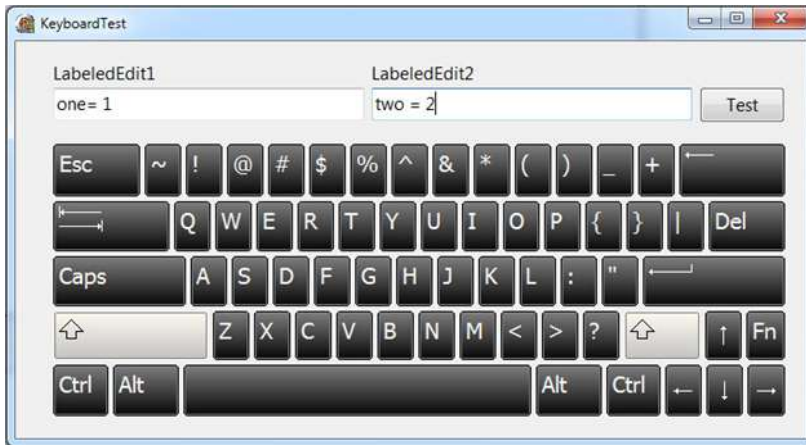 KeyboardTest
LabeledEdit1 LabeledEdit2
one= 1 two = 2 Test
Esc ~ ! @ # $ % ^ & * ( ) _ + ←
Q W E R T Y U I O P { } | Del
Caps A S D F G H J K L : "
Z X C V B N M < > ? ↑ Fn
Ctrl Alt Alt Ctrl ← ↓ →